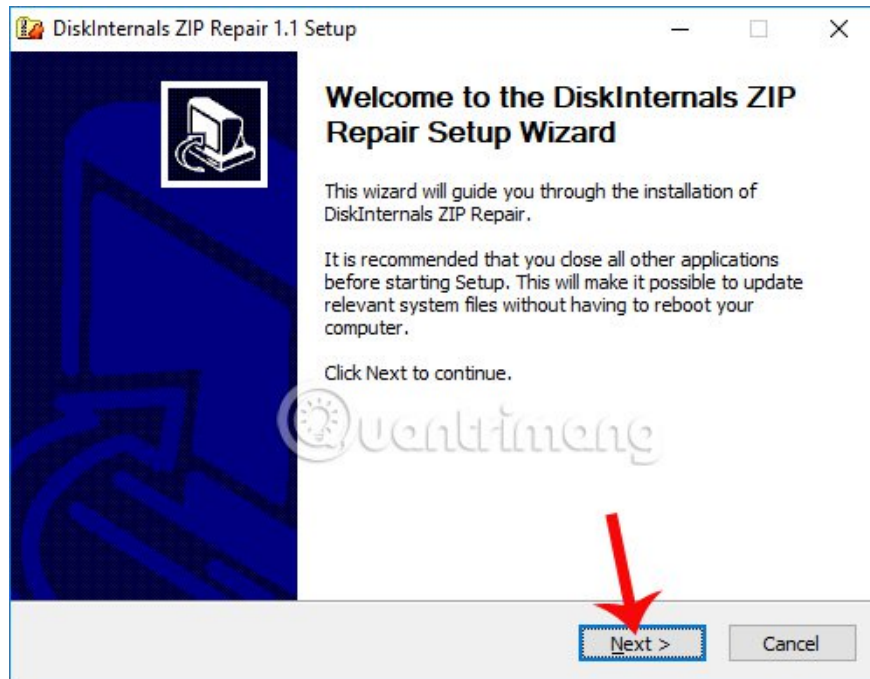 DiskInternals ZIP Repair 1.1 Setup
Welcome to the DiskInternals ZIP
Repair Setup Wizard
This wizard will guide you through the installation of
DiskInternals ZIP Repair.
It is recommended that you close all other applications
before starting Setup. This will make it possible to update
relevant system files without having to reboot your
computer.
Click Next to continue.
Quantrimang
Next >
Cancel